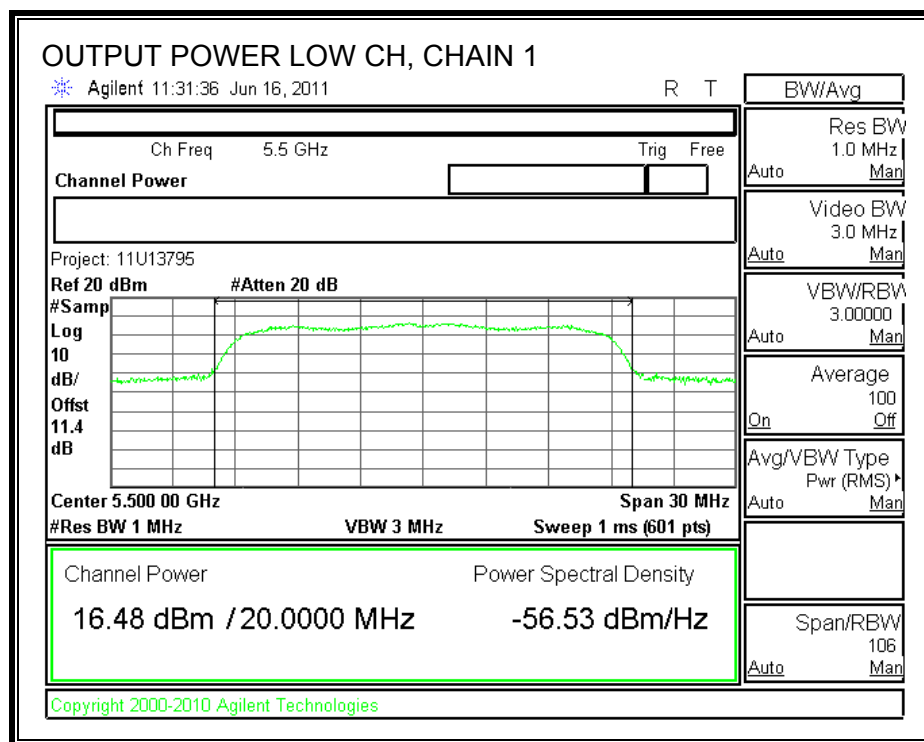 OUTPUT POWER LOW CH, CHAIN 1
Agilent 11:31:36 Jun 16, 2011 R T
BW/Avg
Ch Freq 5.5 GHz Trig Free
Channel Power
Project: 11U13795
Ref 20 dBm #Atten 20 dB
#Samp
Log
10
dB/
Offst
11.4
dB
Center 5.500 00 GHz Span 30 MHz
#Res BW 1 MHz VBW 3 MHz Sweep 1 ms (601 pts)
Channel Power Power Spectral Density
16.48 dBm / 20.0000 MHz -56.53 dBm/Hz
Res BW
1.0 MHz
Auto Man
Video BW
3.0 MHz
Auto Man
VBW/RBW
3.00000
Auto Man
Average
100
On Off
Avg/VBW Type
Pwr (RMS)
Auto Man
Span/RBW
106
Auto Man
Copyright 2000-2010 Agilent Technologies